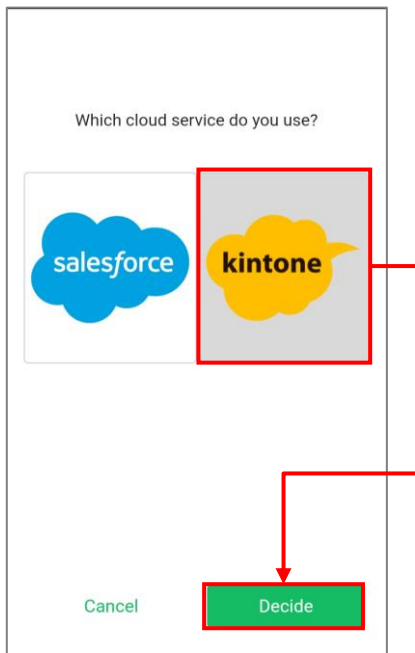 Which cloud service do you use?
salesforce
kintone
Cancel
Decide